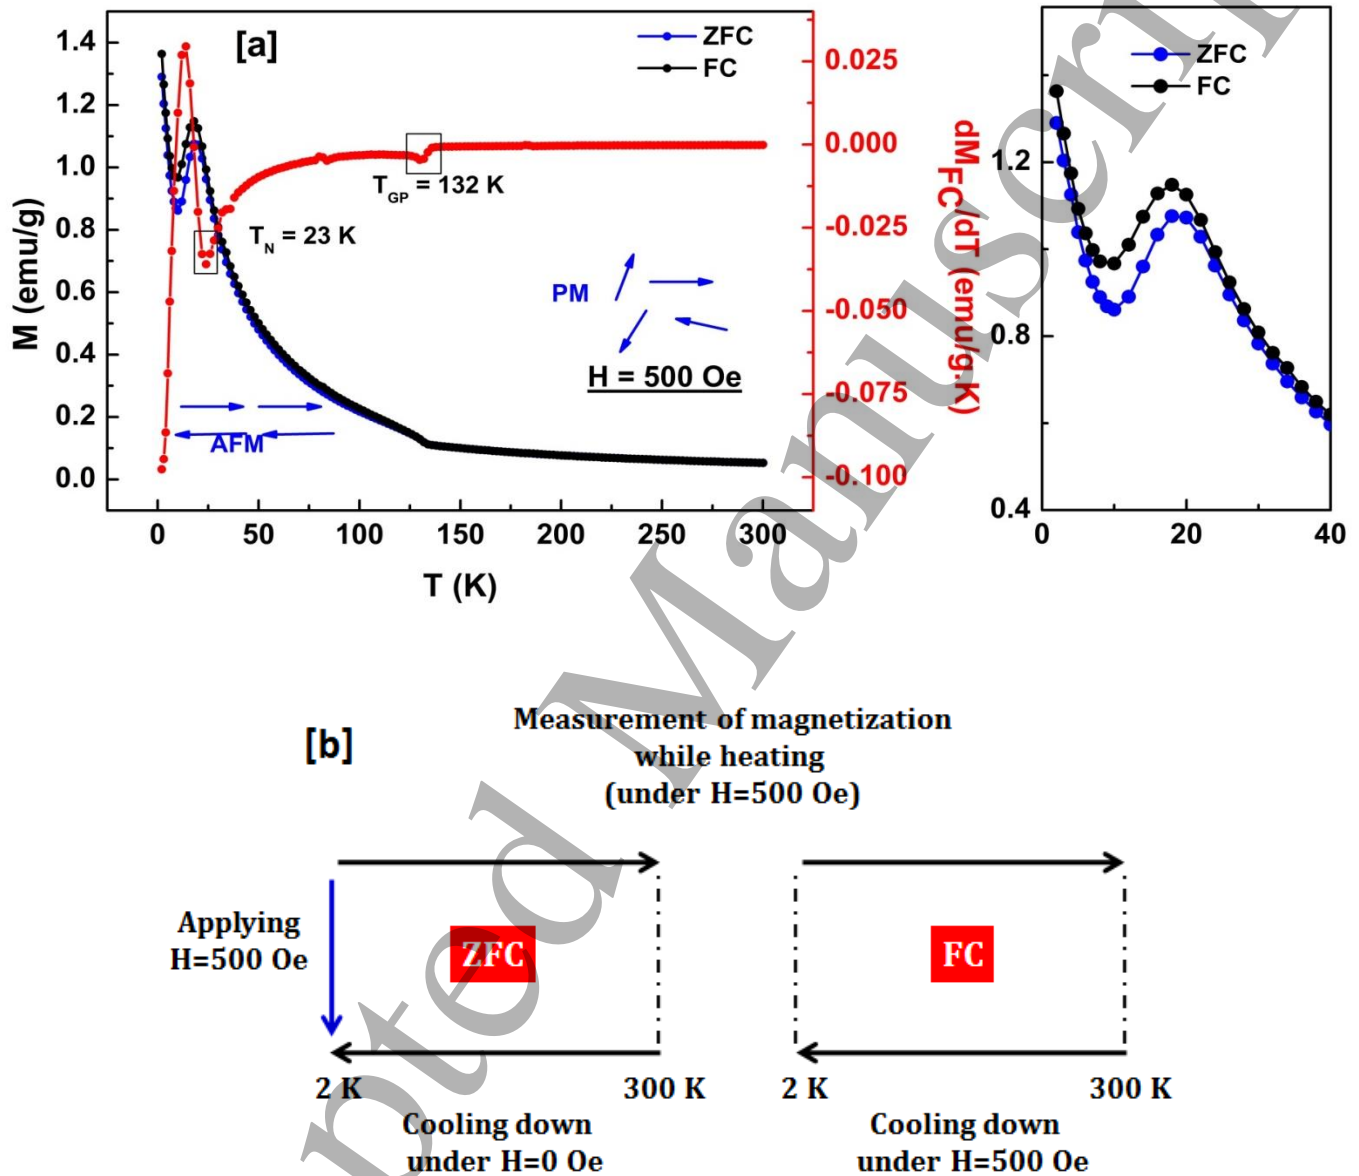 [a]
ZFC
FC
1.4
1.2
1.0
0.8
0.6
0.4
0.2
0.0
M (emu/g)
T_GP = 132 K
T_N = 23 K
PM
H = 500 Oe
AFM
0 50 100 150 200 250 300
T (K)
0.025
0.000
-0.025
-0.050
-0.075
-0.100
dM_FC/dT (emu/g.K)
ZFC
FC
1.2
0.8
0.4
0 20 40
[b]
Measurement of magnetization
while heating
(under H=500 Oe)
Applying
H=500 Oe
ZFC
FC
2 K 300 K
2 K 300 K
Cooling down
under H=0 Oe
Cooling down
under H=500 Oe
pted Manuscrip